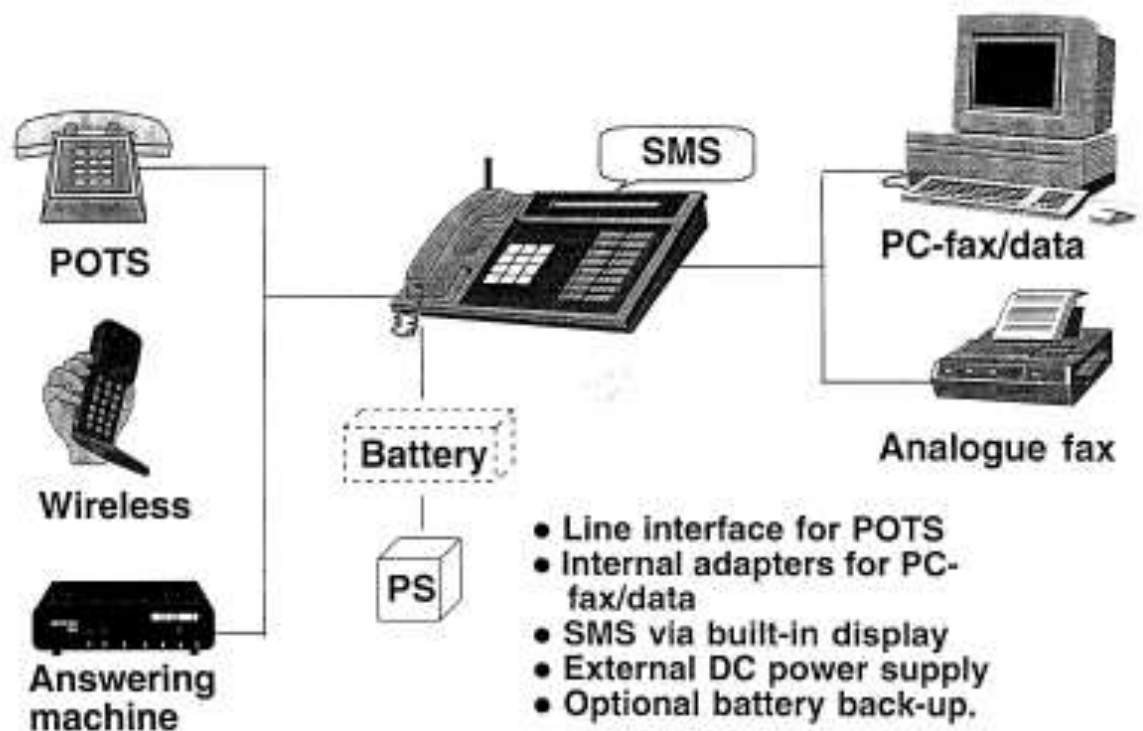 SMS
POTS
PC-fax/data
Wireless
Battery
Analogue fax
PS
Answering
machine
● Line interface for POTS
● Internal adapters for PC-
fax/data
● SMS via built-in display
● External DC power supply
● Optional battery back-up.